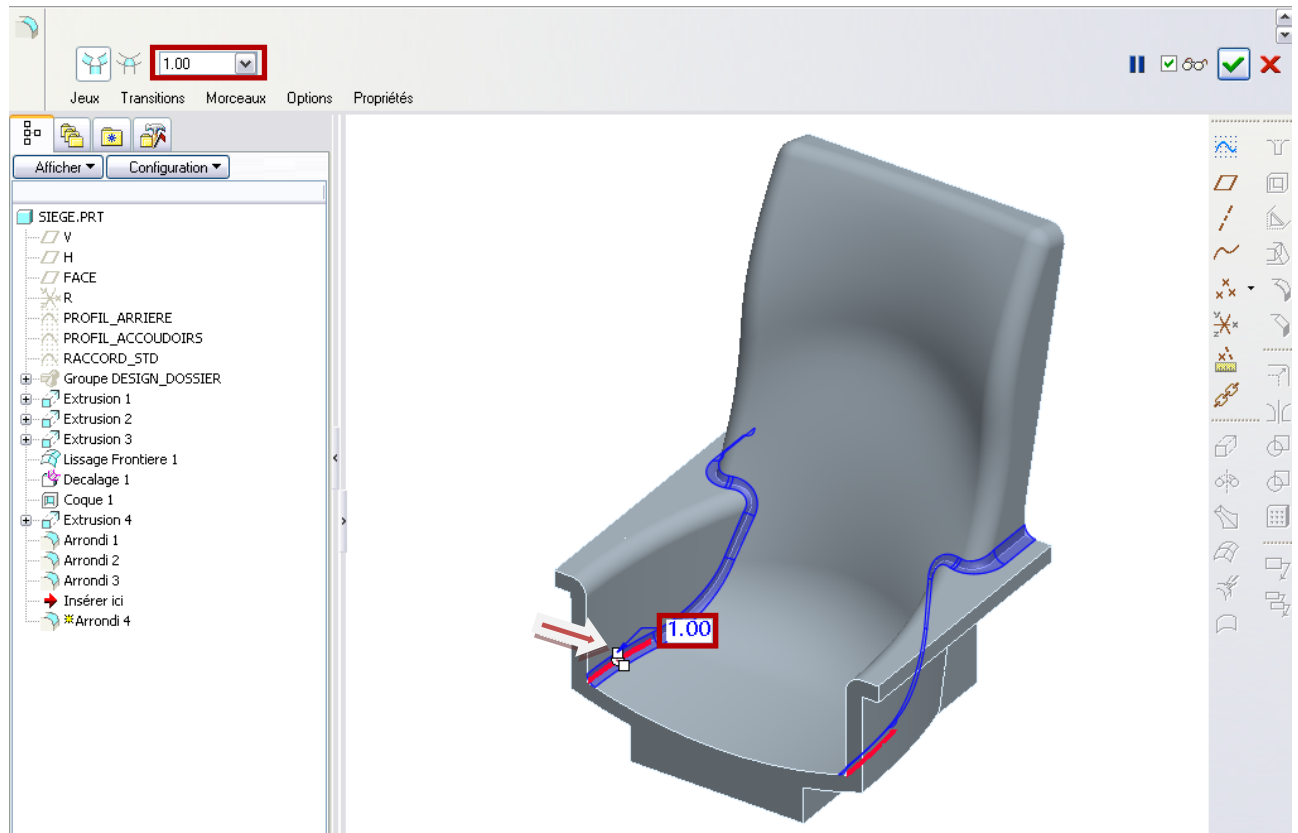 1.00
Jeux Transitions Morceaux Options Propriétés
Afficher Configuration
SIEGE.PRT
V
H
FACE
R
PROFIL_ARRIERE
PROFIL_ACCOUDOIRS
RACCORD_STD
Groupe DESIGN_DOSSIER
Extrusion 1
Extrusion 2
Extrusion 3
Lissage Frontiere 1
Decalage 1
Coque 1
Extrusion 4
Arrondi 1
Arrondi 2
Arrondi 3
Insérer ici
Arrondi 4
1.00